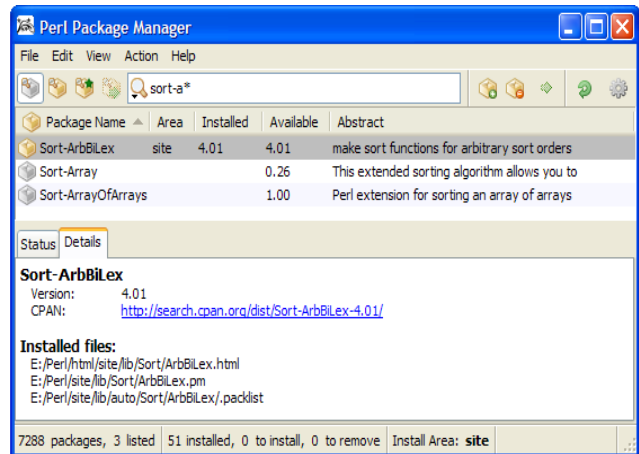 Perl Package Manager
File Edit View Action Help
sort-a*
Package Name Area Installed Available Abstract
Sort-ArbBiLex site 4.01 4.01 make sort functions for arbitrary sort orders
Sort-Array 0.26 This extended sorting algorithm allows you to
Sort-ArrayOfArrays 1.00 Perl extension for sorting an array of arrays
Status Details
Sort-ArbBiLex
Version: 4.01
CPAN: http://search.cpan.org/dist/Sort-ArbBiLex-4.01/
Installed files:
E:/Perl/html/site/lib/Sort/ArbBiLex.html
E:/Perl/site/lib/Sort/ArbBiLex.pm
E:/Perl/site/lib/auto/Sort/ArbBiLex/.packlist
7288 packages, 3 listed 51 installed, 0 to install, 0 to remove Install Area: site